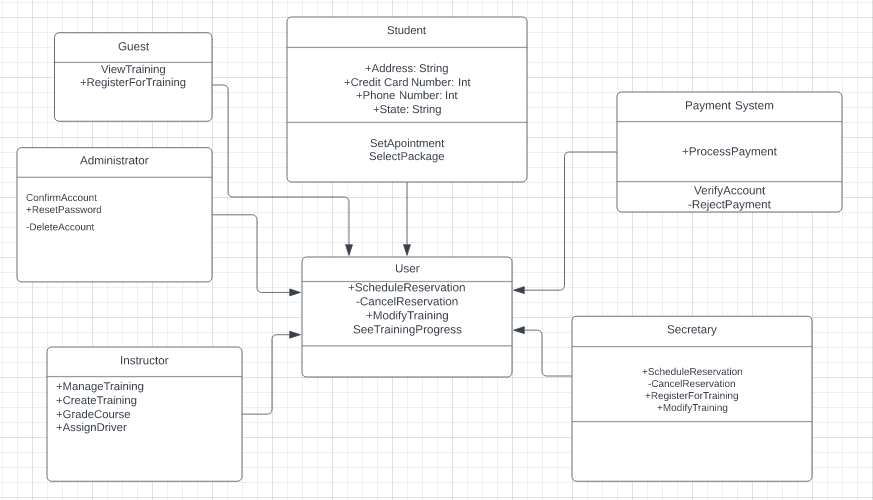 Guest
ViewTraining
+RegisterForTraining
Student
+Address: String
+Credit Card Number: Int
+Phone Number: Int
+State: String
SetApointment
SelectPackage
Payment System
+ProcessPayment
VerifyAccount
-RejectPayment
Administrator
ConfirmAccount
+ResetPassword
-DeleteAccount
User
+ScheduleReservation
-CancelReservation
+ModifyTraining
SeeTrainingProgress
Instructor
+ManageTraining
+CreateTraining
+GradeCourse
+AssignDriver
Secretary
+ScheduleReservation
-CancelReservation
+RegisterForTraining
+ModifyTraining